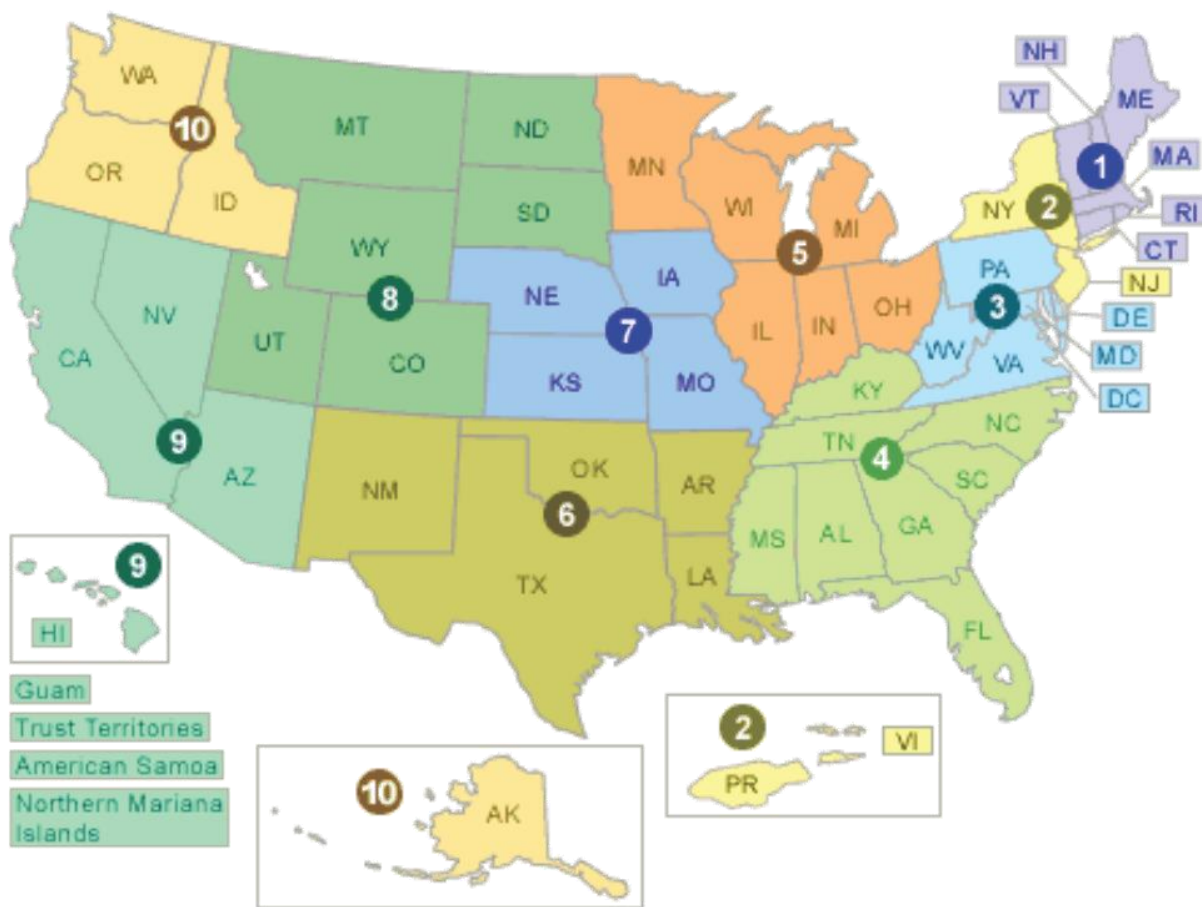 NH
VT
ME
WA
MT
ND
MN
10
1
MA
OR
ID
SD
WI
MI
NY
2
RI
WY
5
CT
PA
NJ
8
NE
IA
IL
IN
OH
3
DE
NV
UT
CO
7
WV
VA
MD
CA
KS
MO
KY
DC
9
AZ
NM
OK
AR
TN
4
NC
SC
6
TX
LA
MS
AL
GA
FL
9
HI
Guam
Trust Territories
American Samoa
Northern Mariana
Islands
10
AK
2
VI
PR